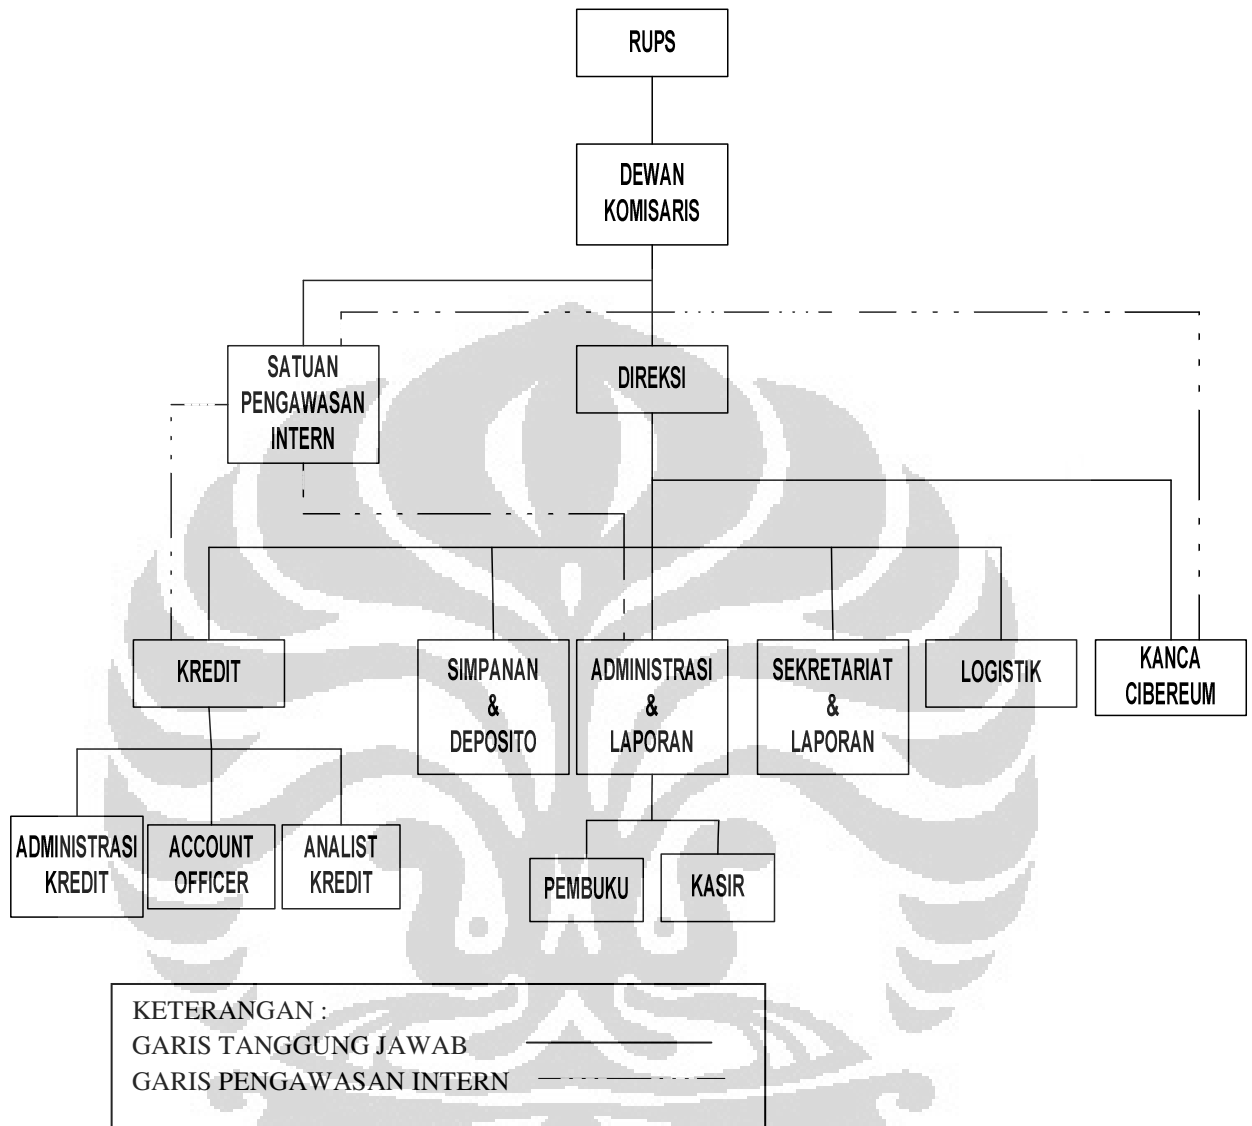 RUPS
DEWAN
KOMISARIS
SATUAN
PENGAWASAN
INTERN
DIREKSI
KREDIT
SIMPANAN
&
DEPOSITO
ADMINISTRASI
&
LAPORAN
SEKRETARIAT
&
LAPORAN
LOGISTIK
KANCA
CIBEREUM
ADMINISTRASI
KREDIT
ACCOUNT
OFFICER
ANALIST
KREDIT
PEMBUKU
KASIR
KETERANGAN :
GARIS TANGGUNG JAWAB
GARIS PENGAWASAN INTERN